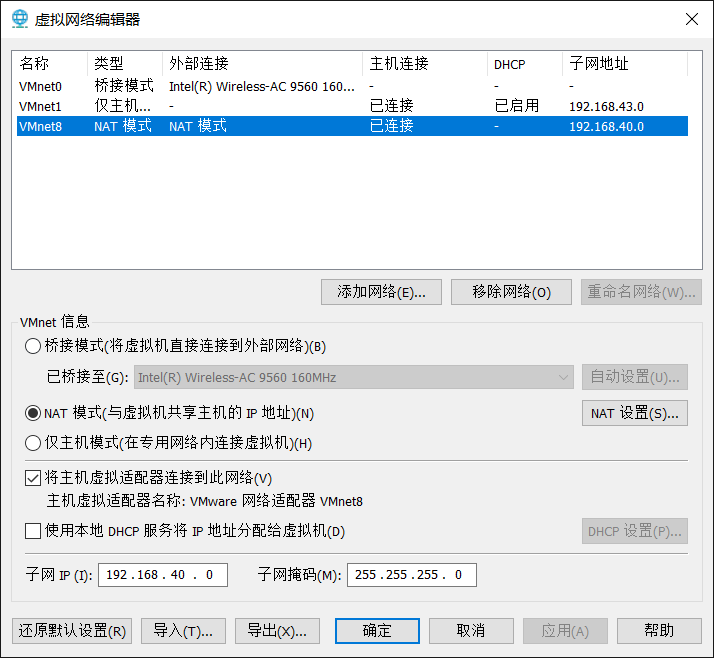 虚拟网络编辑器
名称 类型 外部连接 主机连接 DHCP 子网地址
VMnet0 桥接模式 Intel(R) Wireless-AC 9560 160... - - -
VMnet1 仅主机... - 已连接 已启用 192.168.43.0
VMnet8 NAT 模式 NAT 模式 已连接 - 192.168.40.0
添加网络(E)... 移除网络(O) 重命名网络(W)...
VMnet 信息
桥接模式(将虚拟机直接连接到外部网络)(B)
已桥接至(G): Intel(R) Wireless-AC 9560 160MHz 自动设置(U)...
NAT 模式(与虚拟机共享主机的 IP 地址)(N) NAT 设置(S)...
仅主机模式(在专用网络内连接虚拟机)(H)
将主机虚拟适配器连接到此网络(V)
主机虚拟适配器名称: VMware 网络适配器 VMnet8
使用本地 DHCP 服务将 IP 地址分配给虚拟机(D) DHCP 设置(P)...
子网 IP (I): 192.168. 40 . 0 子网掩码(M): 255.255.255. 0
还原默认设置(R) 导入(T)... 导出(X)... 确定 取消 应用(A) 帮助